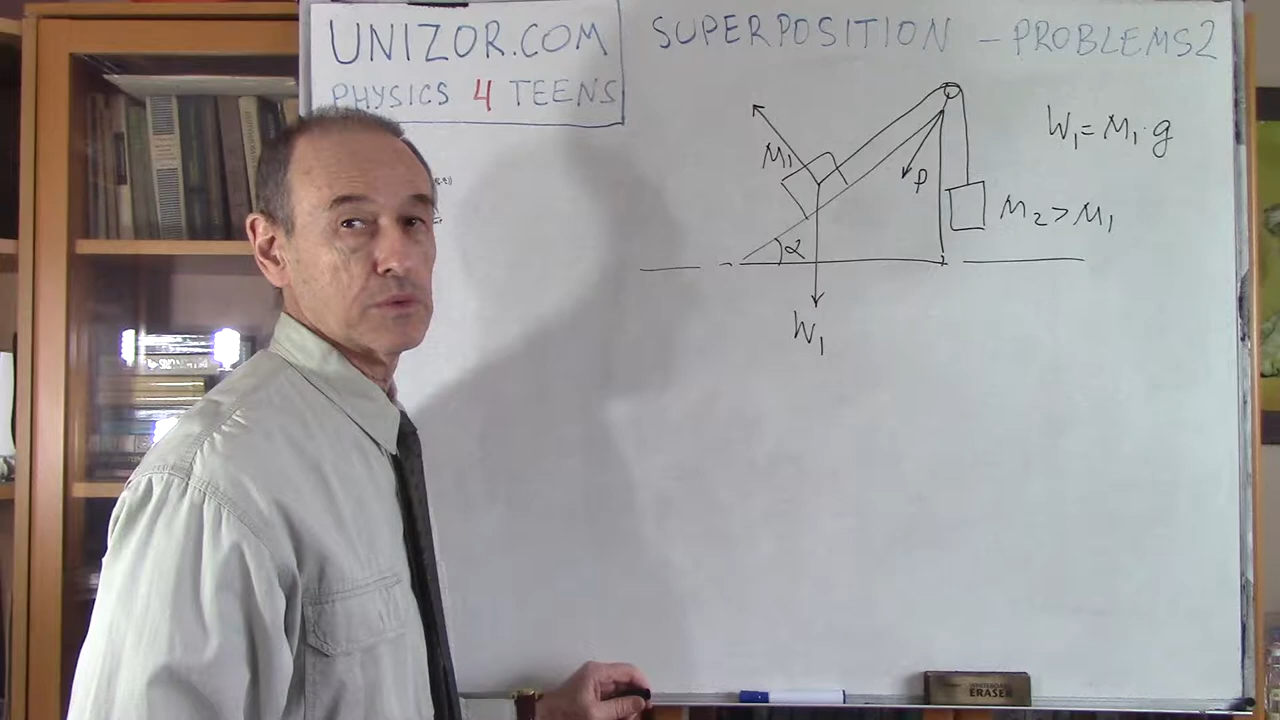 UNIZOR.COM
PHYSICS 4 TEENS
SUPERPOSITION – PROBLEMS2
W₁ = M₁ · g
M₁
P
M₂ > M₁
α
W₁
ERASER